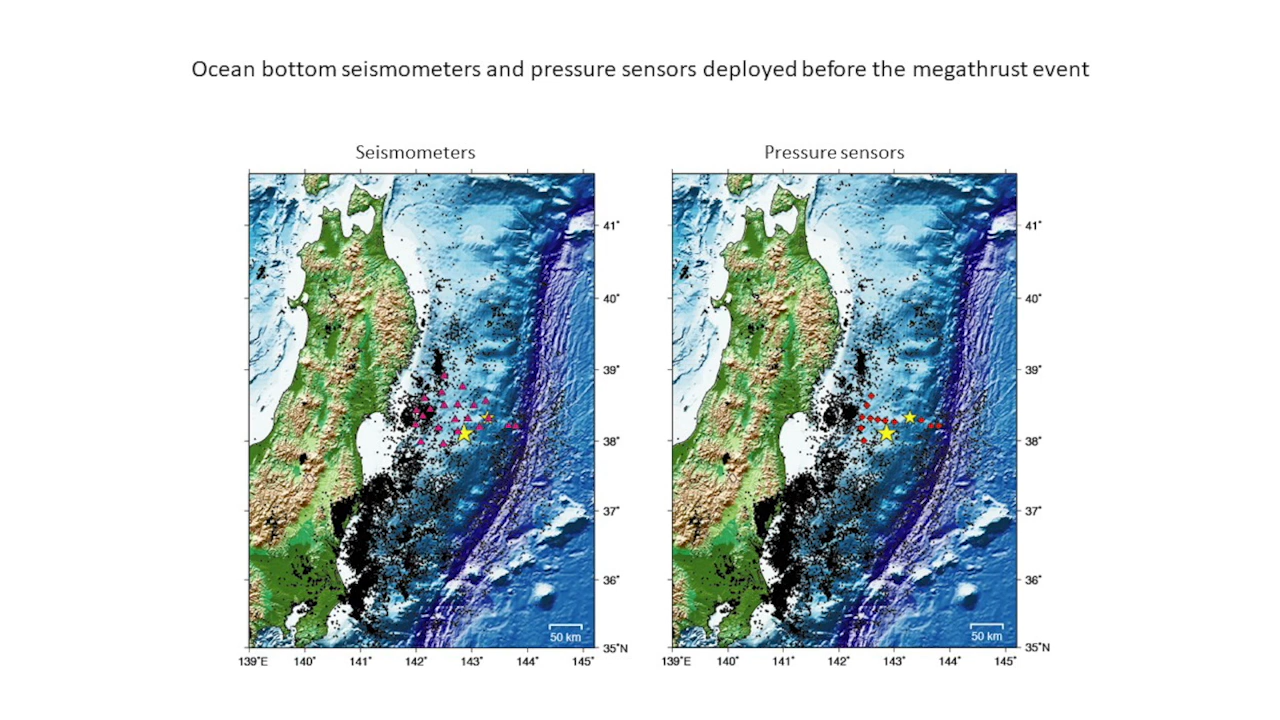 Ocean bottom seismometers and pressure sensors deployed before the megathrust event
Seismometers
41°
40°
39°
38°
37°
36°
35°N
50 km
139°E 140° 141° 142° 143° 144° 145°
Pressure sensors
41°
40°
39°
38°
37°
36°
35°N
50 km
139°E 140° 141° 142° 143° 144° 145°